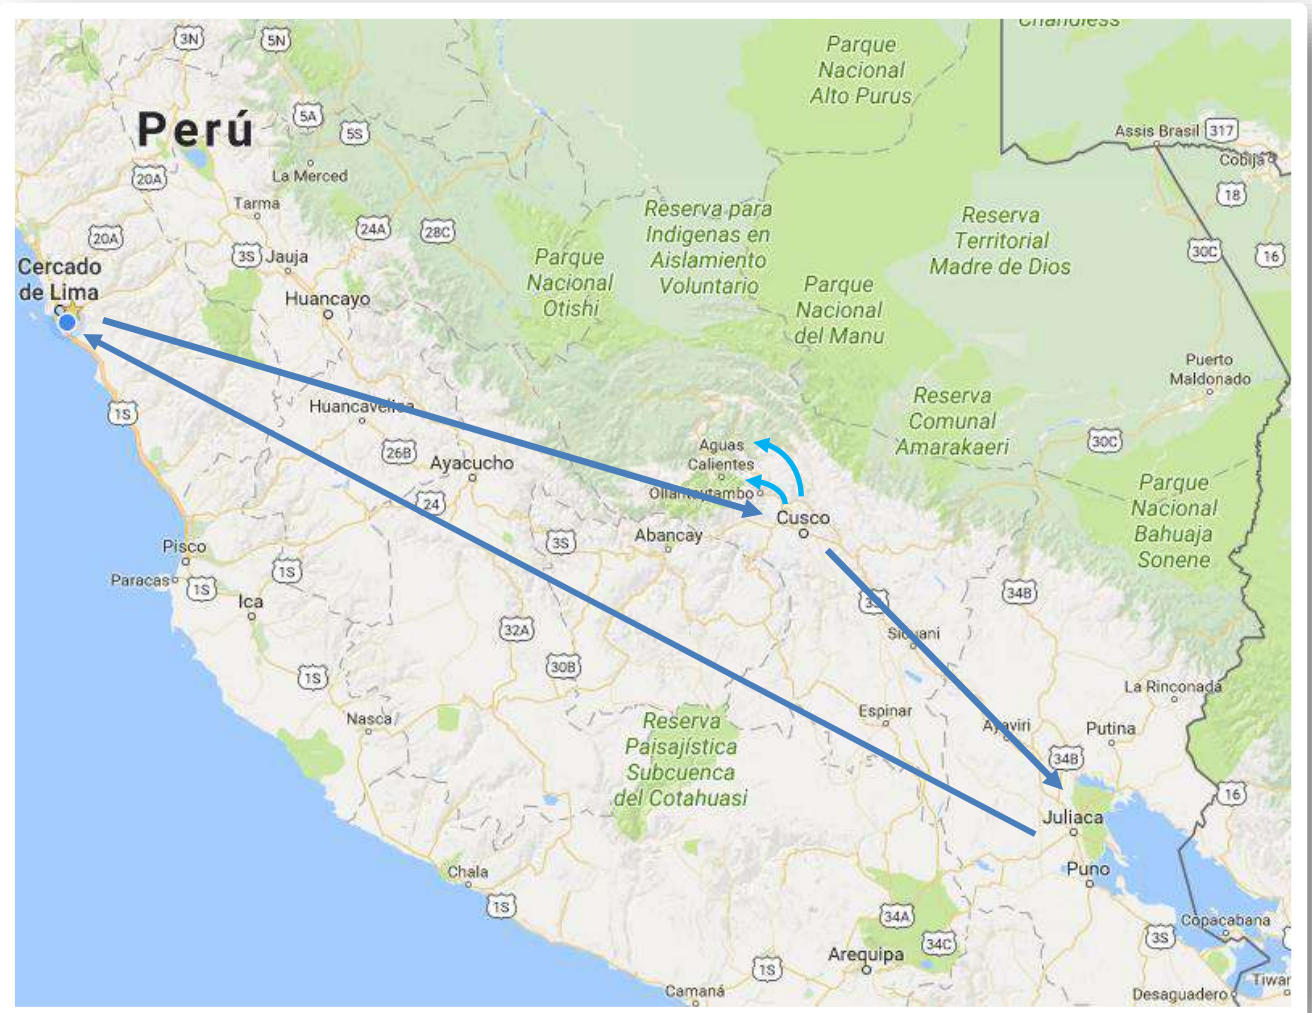 Chandless
3N
5N
Parque
Nacional
Alto Purus
Perú
5A
5S
Assis Brasil
317
Cobija
La Merced
20A
18
Tarma
Reserva para
Indigenas en
Aislamiento
Voluntario
Reserva
Territorial
Madre de Dios
24A
28C
20A
3S
Jauja
30C
16
Parque
Nacional
Otishi
Cercado
de Lima
Huancayo
Parque
Nacional
del Manu
Puerto
Maldonado
Huancavelica
1S
Reserva
Comunal
Amarakaeri
30C
26B
Ayacucho
Aguas
Calientes
Ollantaytambo
24
Parque
Nacional
Bahuaja
Sonene
Cusco
3S
Abancay
Pisco
Paracas
1S
1S
Ica
3S
34B
32A
Sicuani
30B
1S
La Rinconada
Nasca
Reserva
Paisajística
Subcuenca
del Cotahuasi
Espinar
Ayaviri
Putina
34B
16
Juliaca
Chala
Puno
1S
34A
Copacabana
34C
3S
Arequipa
1S
Camaná
Desaguadero
Tiwan